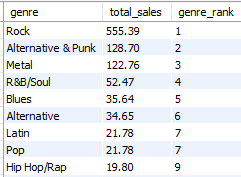 genre total_sales genre_rank
Rock 555.39 1
Alternative & Punk 128.70 2
Metal 122.76 3
R&B/Soul 52.47 4
Blues 35.64 5
Alternative 34.65 6
Latin 21.78 7
Pop 21.78 7
Hip Hop/Rap 19.80 9